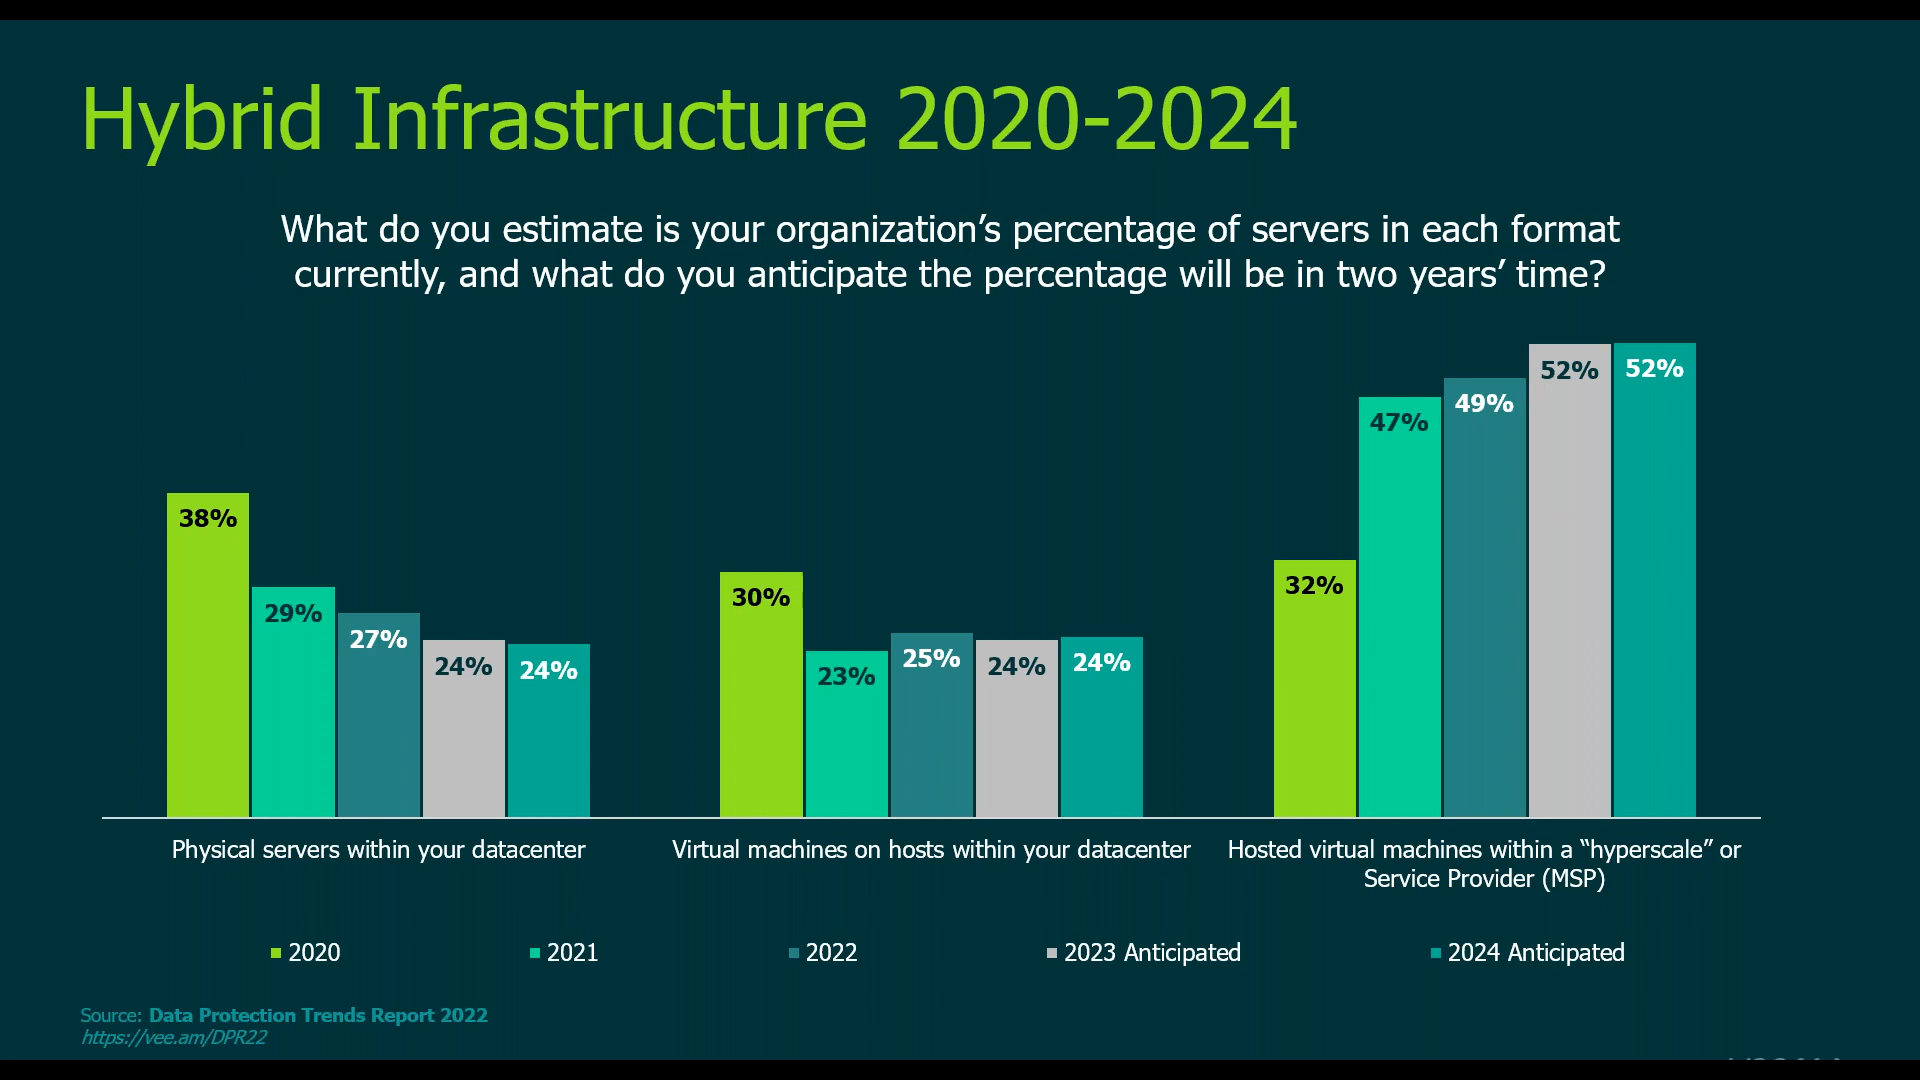 Hybrid Infrastructure 2020-2024
What do you estimate is your organization’s percentage of servers in each format
currently, and what do you anticipate the percentage will be in two years’ time?
38%
29%
27%
24%
24%
30%
23%
25%
24%
24%
32%
47%
49%
52%
52%
Physical servers within your datacenter
Virtual machines on hosts within your datacenter
Hosted virtual machines within a “hyperscale” or
Service Provider (MSP)
2020
2021
2022
2023 Anticipated
2024 Anticipated
Source: Data Protection Trends Report 2022
https://vee.am/DPR22